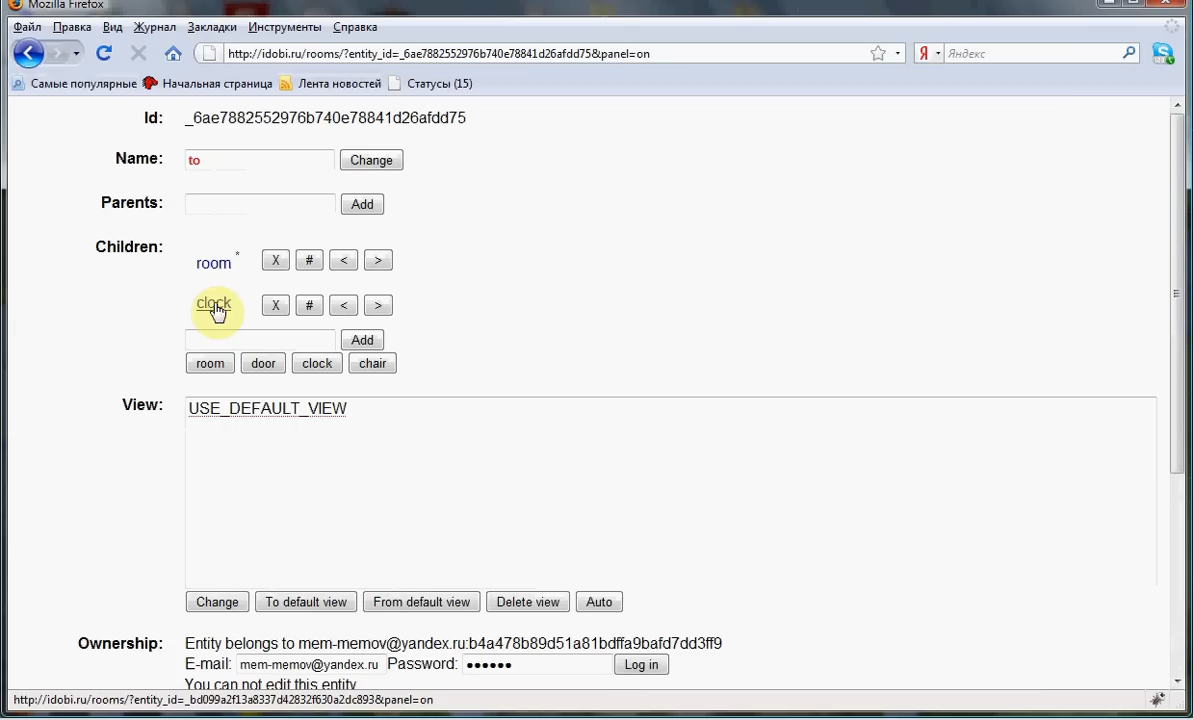 Mozilla Firefox
Файл Правка Вид Журнал Закладки Инструменты Справка
http://idobi.ru/rooms/?entity_id=_6ae7882552976b740e78841d26afdd75&panel=on
Я Яндекс
Самые популярные Начальная страница Лента новостей Статусы (15)
Id: _6ae7882552976b740e78841d26afdd75
Name: to Change
Parents: Add
Children: room * X # < >
clock X # < >
Add
room door clock chair
View: USE_DEFAULT_VIEW
Change To default view From default view Delete view Auto
Ownership: Entity belongs to mem-memov@yandex.ru:b4a478b89d51a81bdffa9bafd7dd3ff9
E-mail: mem-memov@yandex.ru Password: •••••• Log in
You can not edit this entity
http://idobi.ru/rooms/?entity_id=_bd099a2f13a8337d42832f630a2dc893&panel=on